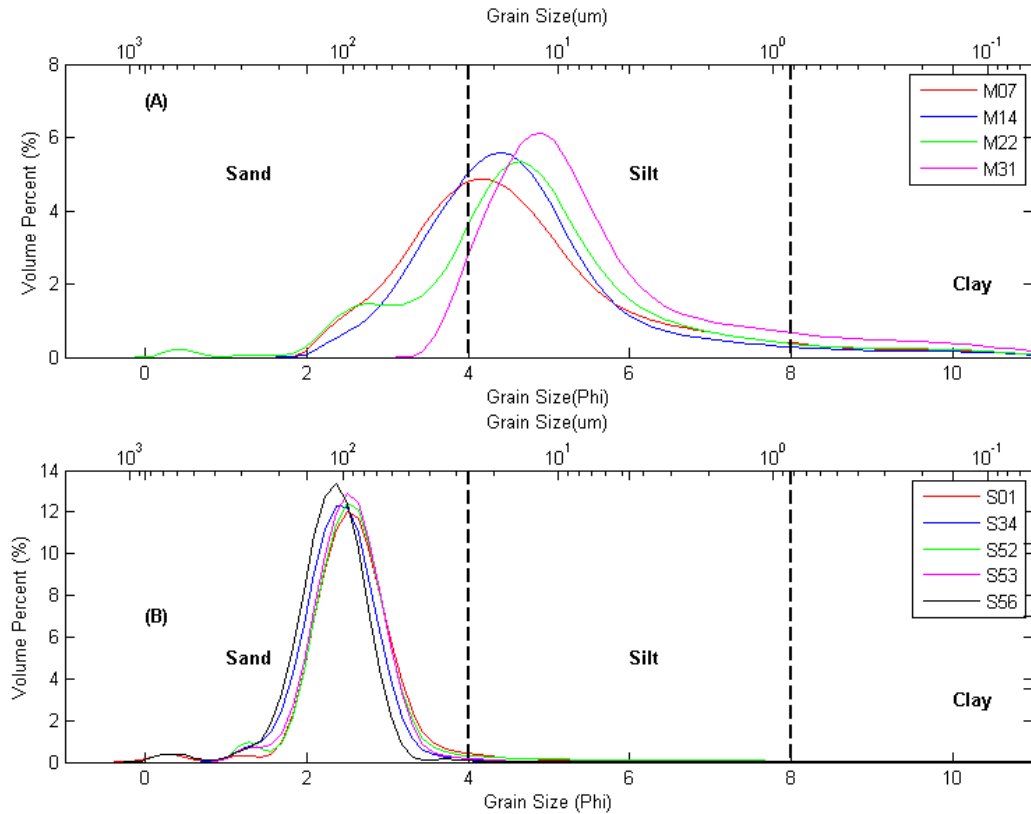 Grain Size(um)
10³ 10² 10¹ 10⁰ 10⁻¹
8
6
4
2
0
Volume Percent (%)
(A)
Sand
Silt
Clay
M07
M14
M22
M31
0 2 4 6 8 10
Grain Size(Phi)
Grain Size(um)
10³ 10² 10¹ 10⁰ 10⁻¹
14
12
10
8
6
4
2
0
Volume Percent (%)
(B)
Sand
Silt
Clay
S01
S34
S52
S53
S56
0 2 4 6 8 10
Grain Size (Phi)